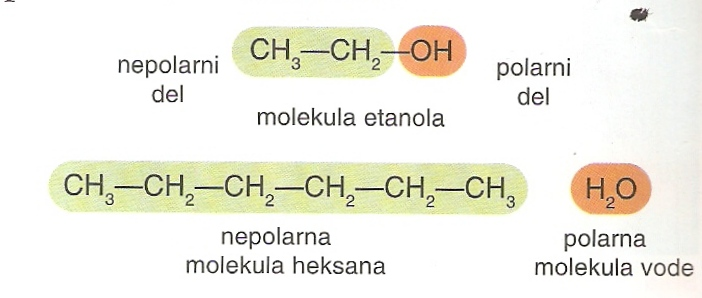 CH₃—CH₂—OH
nepolarni
del
polarni
del
molekula etanola
CH₃—CH₂—CH₂—CH₂—CH₂—CH₃
H₂O
nepolarna
molekula heksana
polarna
molekula vode